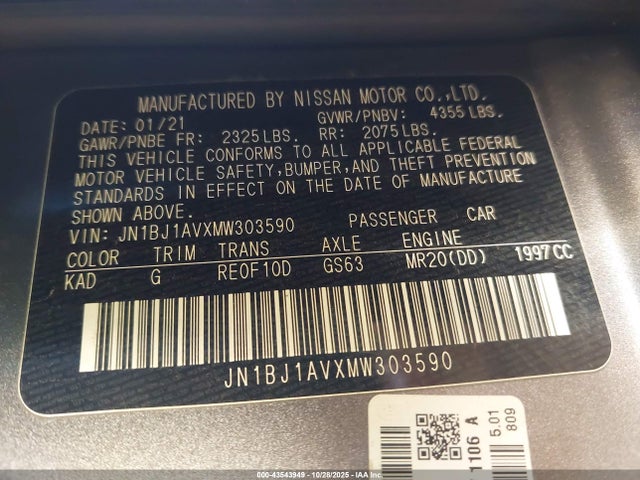 MANUFACTURED BY NISSAN MOTOR CO.,LTD.
DATE: 01/21 GVWR/PNBV: 4355 LBS.
GAWR/PNBE FR: 2325 LBS. RR: 2075 LBS.
THIS VEHICLE CONFORMS TO ALL APPLICABLE FEDERAL
MOTOR VEHICLE SAFETY, BUMPER, AND THEFT PREVENTION
STANDARDS IN EFFECT ON THE DATE OF MANUFACTURE
SHOWN ABOVE.
VIN: JN1BJ1AVXMW303590 PASSENGER CAR
COLOR TRIM TRANS AXLE ENGINE
KAD G RE0F10D GS63 MR20(DD) 1997CC
JN1BJ1AVXMW303590
1106 A
5.01
809
000-43543949 10/28/2025 IAA Inc.